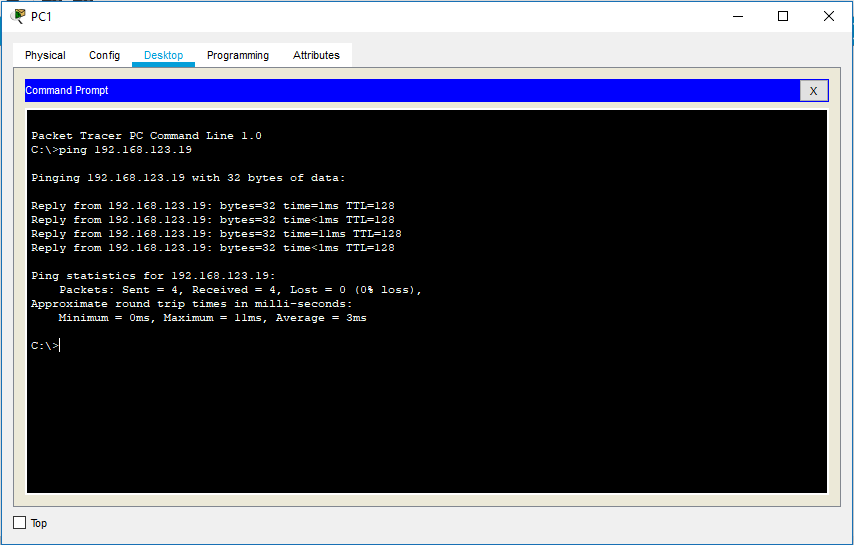 PC1
Physical Config Desktop Programming Attributes
Command Prompt X
Packet Tracer PC Command Line 1.0
C:\>ping 192.168.123.19
Pinging 192.168.123.19 with 32 bytes of data:
Reply from 192.168.123.19: bytes=32 time=1ms TTL=128
Reply from 192.168.123.19: bytes=32 time<1ms TTL=128
Reply from 192.168.123.19: bytes=32 time=11ms TTL=128
Reply from 192.168.123.19: bytes=32 time<1ms TTL=128
Ping statistics for 192.168.123.19:
Packets: Sent = 4, Received = 4, Lost = 0 (0% loss),
Approximate round trip times in milli-seconds:
Minimum = 0ms, Maximum = 11ms, Average = 3ms
C:\>
Top